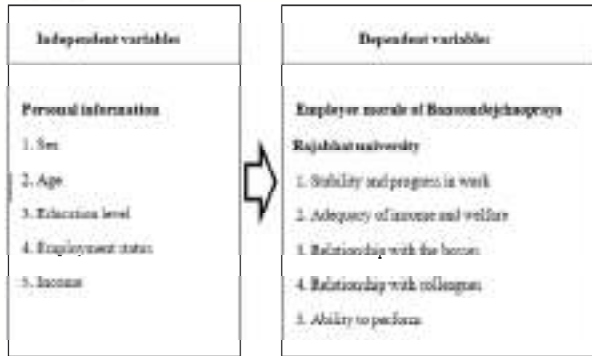 Independent variables
Personal information
1. Sex
2. Age
3. Education level
4. Employment status
5. Income
Dependent variables
Employee morale of Bansomdejchaopraya
Rajabhat university
1. Stability and progress in work
2. Adequacy of income and welfare
3. Relationship with the bosses
4. Relationship with colleagues
5. Ability to perform